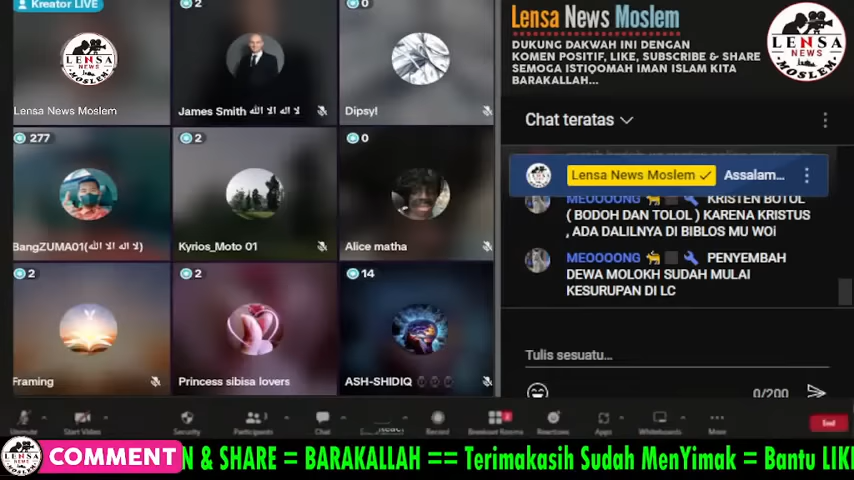 Kreator LIVE
2
0
LENSA
NEWS
MOSLEM
Lensa News Moslem
James Smith لا اله الا الله
Dipsy!
277
2
0
BangZUMA01(لا اله الا الله)
Kyrios_Moto 01
Alice matha
2
2
14
Framing
Princess sibisa lovers
ASH-SHIDIQ
Lensa News Moslem
DUKUNG DAKWAH INI DENGAN
KOMEN POSITIF, LIKE, SUBSCRIBE & SHARE
SEMOGA ISTIQOMAH IMAN ISLAM KITA
BARAKALLAH...
LENSA
NEWS
MOSLEM
Chat teratas
Lensa News Moslem Assalam...
MEOOOONG KRISTEN BOTOL
( BODOH DAN TOLOL ) KARENA KRISTUS
, ADA DALILNYA DI BIBLOS MU WOi
MEOOOONG PENYEMBAH
DEWA MOLOKH SUDAH MULAI
KESURUPAN DI LC
Tulis sesuatu...
0/200
Unmute Start Video Security Participants Chat Record Breakout Rooms Reactions Apps Whiteboards More End
LENSA
NEWS
MOSLEM
COMMENT N & SHARE = BARAKALLAH == Terimakasih Sudah MenYimak = Bantu LIKE